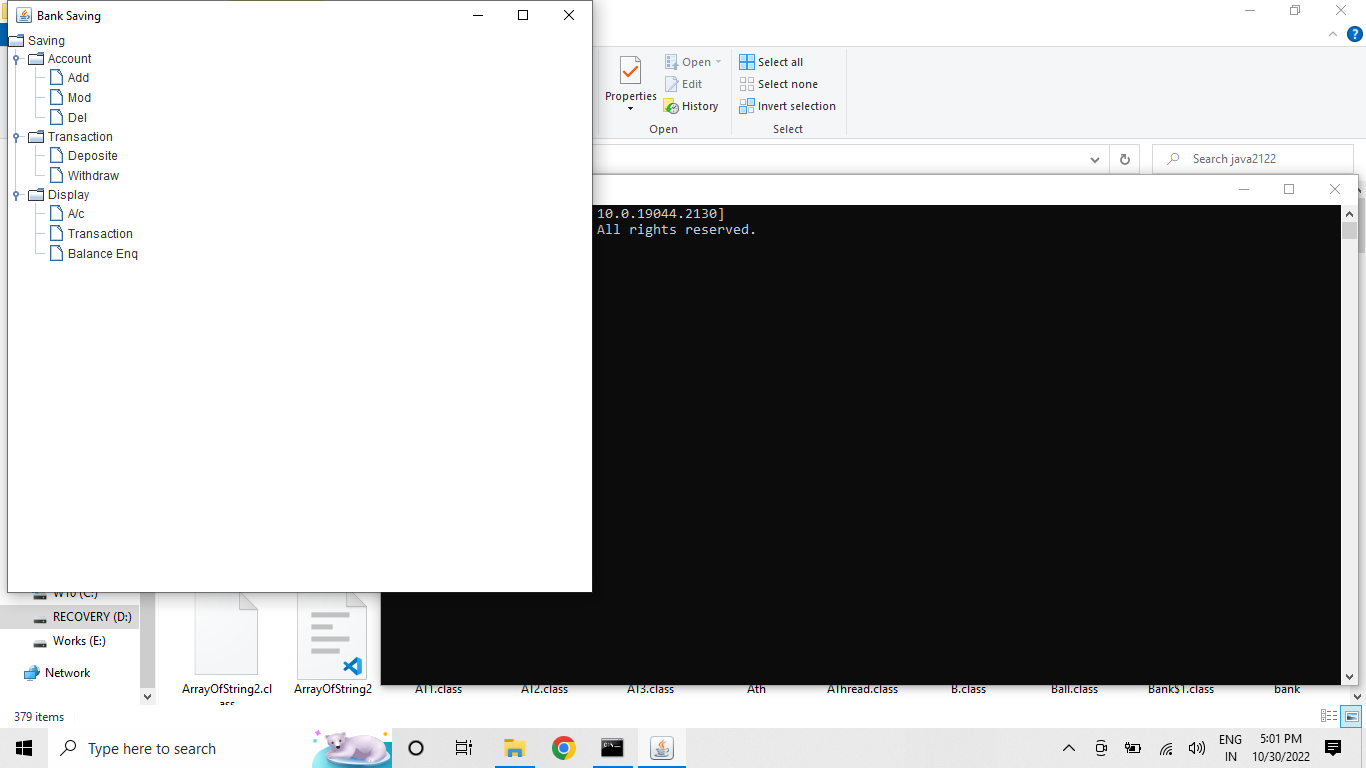 Bank Saving
Saving
Account
Add
Mod
Del
Transaction
Deposite
Withdraw
Display
A/c
Transaction
Balance Enq
Properties
Open
Edit
History
Open
Select all
Select none
Invert selection
Select
Search java2122
10.0.19044.2130]
All rights reserved.
W10 (C:)
RECOVERY (D:)
Works (E:)
Network
ArrayOfString2.cl
ass
ArrayOfString2
AT1.class
AT2.class
AT3.class
Ath
AThread.class
B.class
Ball.class
Bank$1.class
bank
379 items
Type here to search
ENG
IN
5:01 PM
10/30/2022